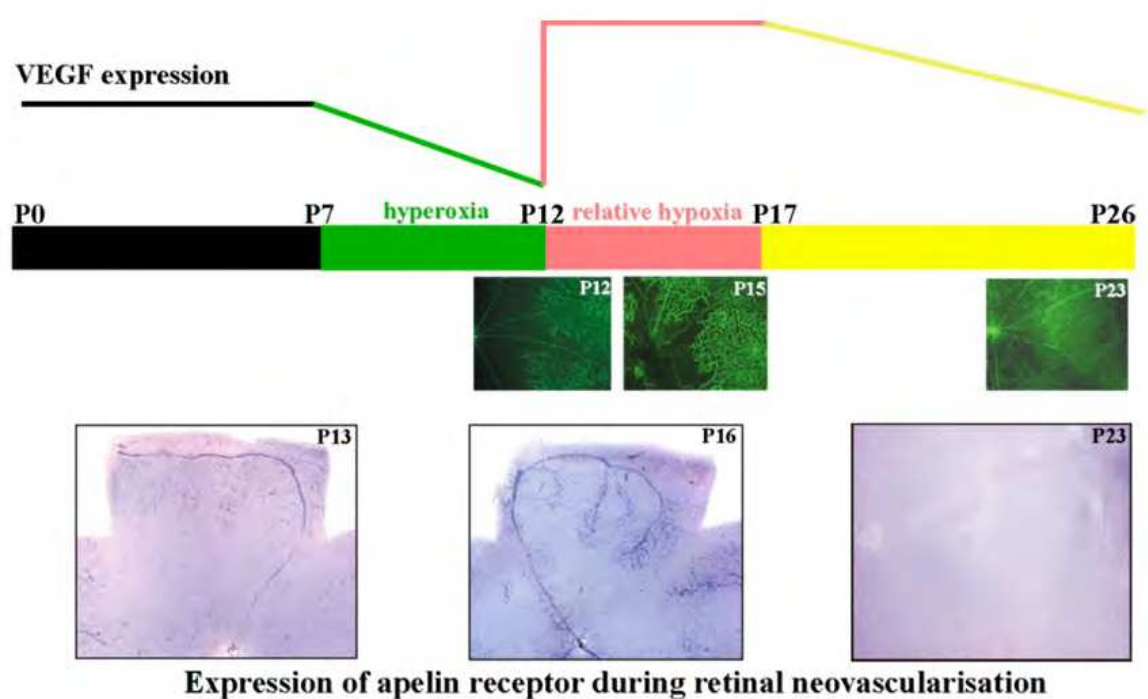 VEGF expression
P0 P7 hyperoxia P12 relative hypoxia P17 P26
P12 P15 P23
P13 P16 P23
Expression of apelin receptor during retinal neovascularisation